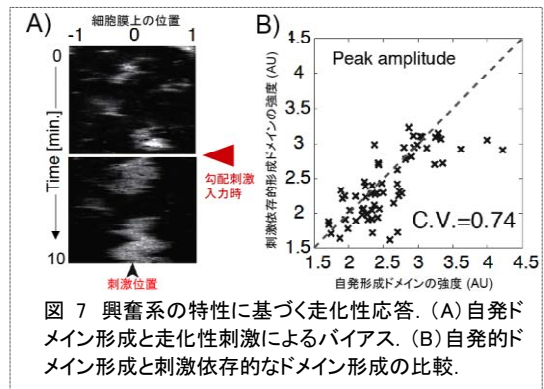 A)
細胞膜上の位置
-1 0 1
0
Time [min.]
10
勾配刺激
入力時
刺激位置
B)
刺激依存的形成ドメインの強度 (AU)
4.5
4
3.5
3
2.5
2
1.5
Peak amplitude
C.V.=0.74
1.5 2 2.5 3 3.5 4 4.5
自発形成ドメインの強度 (AU)
図 7 興奮系の特性に基づく走化性応答. (A)自発ド
メイン形成と走化性刺激によるバイアス. (B)自発的ド
メイン形成と刺激依存的なドメイン形成の比較.